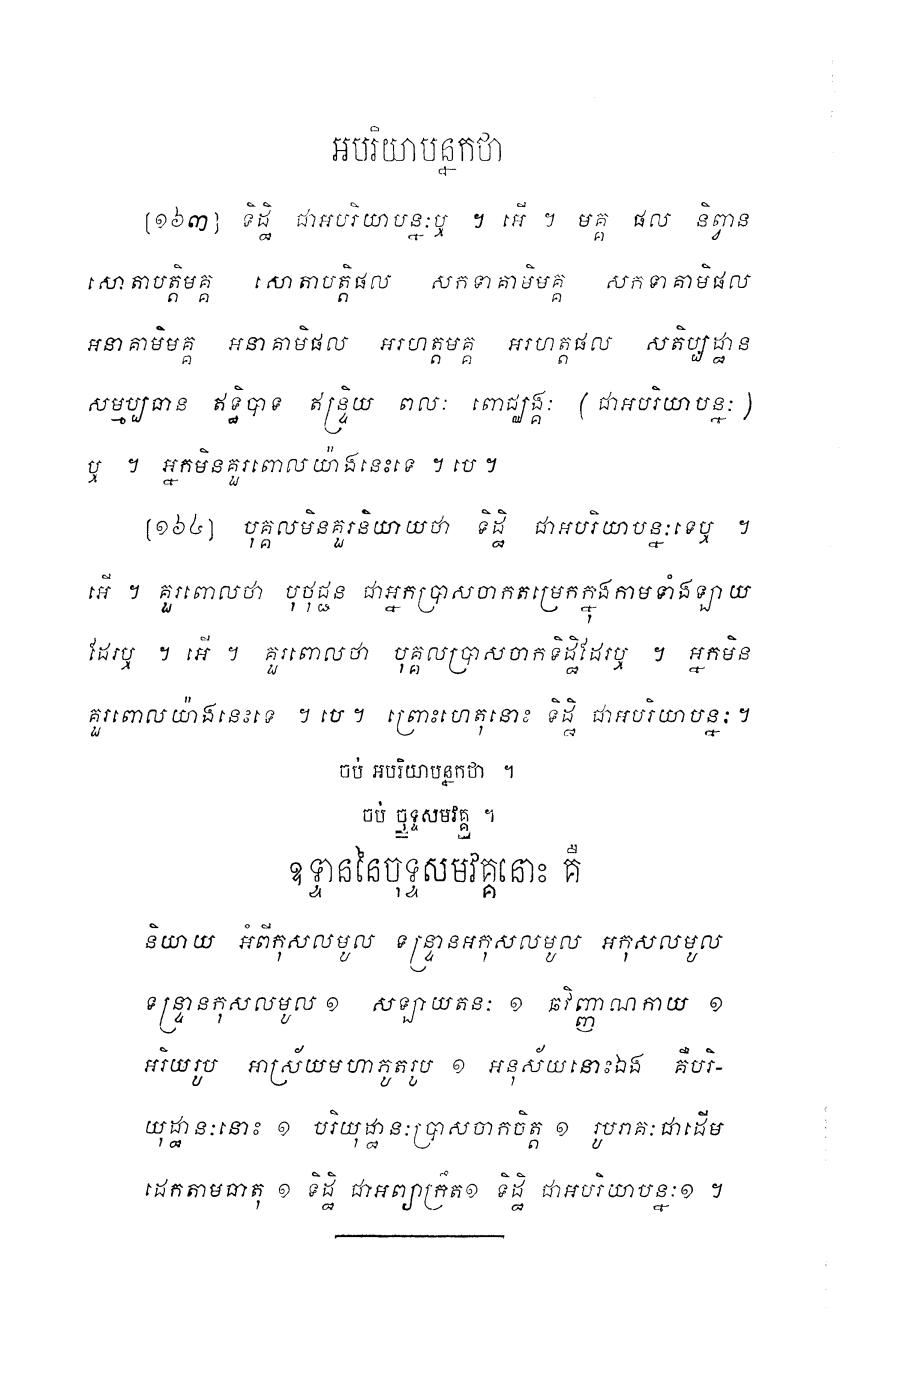 អបរិយាបន្នកថា
[១៦៣] ទិដ្ឋិ ជាអបរិយាបន្នៈឬ ។ អើ ។ មគ្គ ផល និព្វាន
សោតាបត្តិមគ្គ សោតាបត្តិផល សកទាគាមិមគ្គ សកទាគាមិផល
អនាគាមិមគ្គ អនាគាមិផល អរហត្តមគ្គ អរហត្តផល សតិប្បដ្ឋាន
សម្មប្បធាន ឥទ្ធិបាទ ឥន្ទ្រិយ ពលៈ ពោជ្ឈង្គៈ (ជាអបរិយាបន្នៈ)
ឬ ។ អ្នកមិនគួរពោលយ៉ាងនេះទេ ។បេ។
[១៦៤] បុគ្គលមិនគួរនិយាយថា ទិដ្ឋិ ជាអបរិយាបន្នៈទេឬ ។
អើ ។ គួរពោលថា បុថុជ្ជន ជាអ្នកប្រាសចាកតម្រេកក្នុងកាមទាំងឡាយ
ដែរឬ ។ អើ ។ គួរពោលថា បុគ្គលប្រាសចាកទិដ្ឋិដែរឬ ។ អ្នកមិន
គួរពោលយ៉ាងនេះទេ ។បេ។ ព្រោះហេតុនោះ ទិដ្ឋិ ជាអបរិយាបន្នៈ។
ចប់ អបរិយាបន្នកថា ។
ចប់ ចុទ្ទសមវគ្គ ។
ឧទ្ទាននៃចុទ្ទសមវគ្គនោះ គឺ
និយាយ អំពីកុសលមូល ទន្ទ្រានអកុសលមូល អកុសលមូល
ទន្ទ្រានកុសលមូល ១ សឡាយតនៈ ១ ឆវិញ្ញាណកាយ ១
អរិយរូប អាស្រ័យមហាភូតរូប ១ អនុស័យនោះឯង គឺបរិ-
យុដ្ឋានៈនោះ ១ បរិយុដ្ឋានៈប្រាសចាកចិត្ត ១ រូបរាគៈជាដើម
ដេកតាមធាតុ ១ ទិដ្ឋិ ជាអព្យាក្រឹត១ ទិដ្ឋិ ជាអបរិយាបន្នៈ១ ។